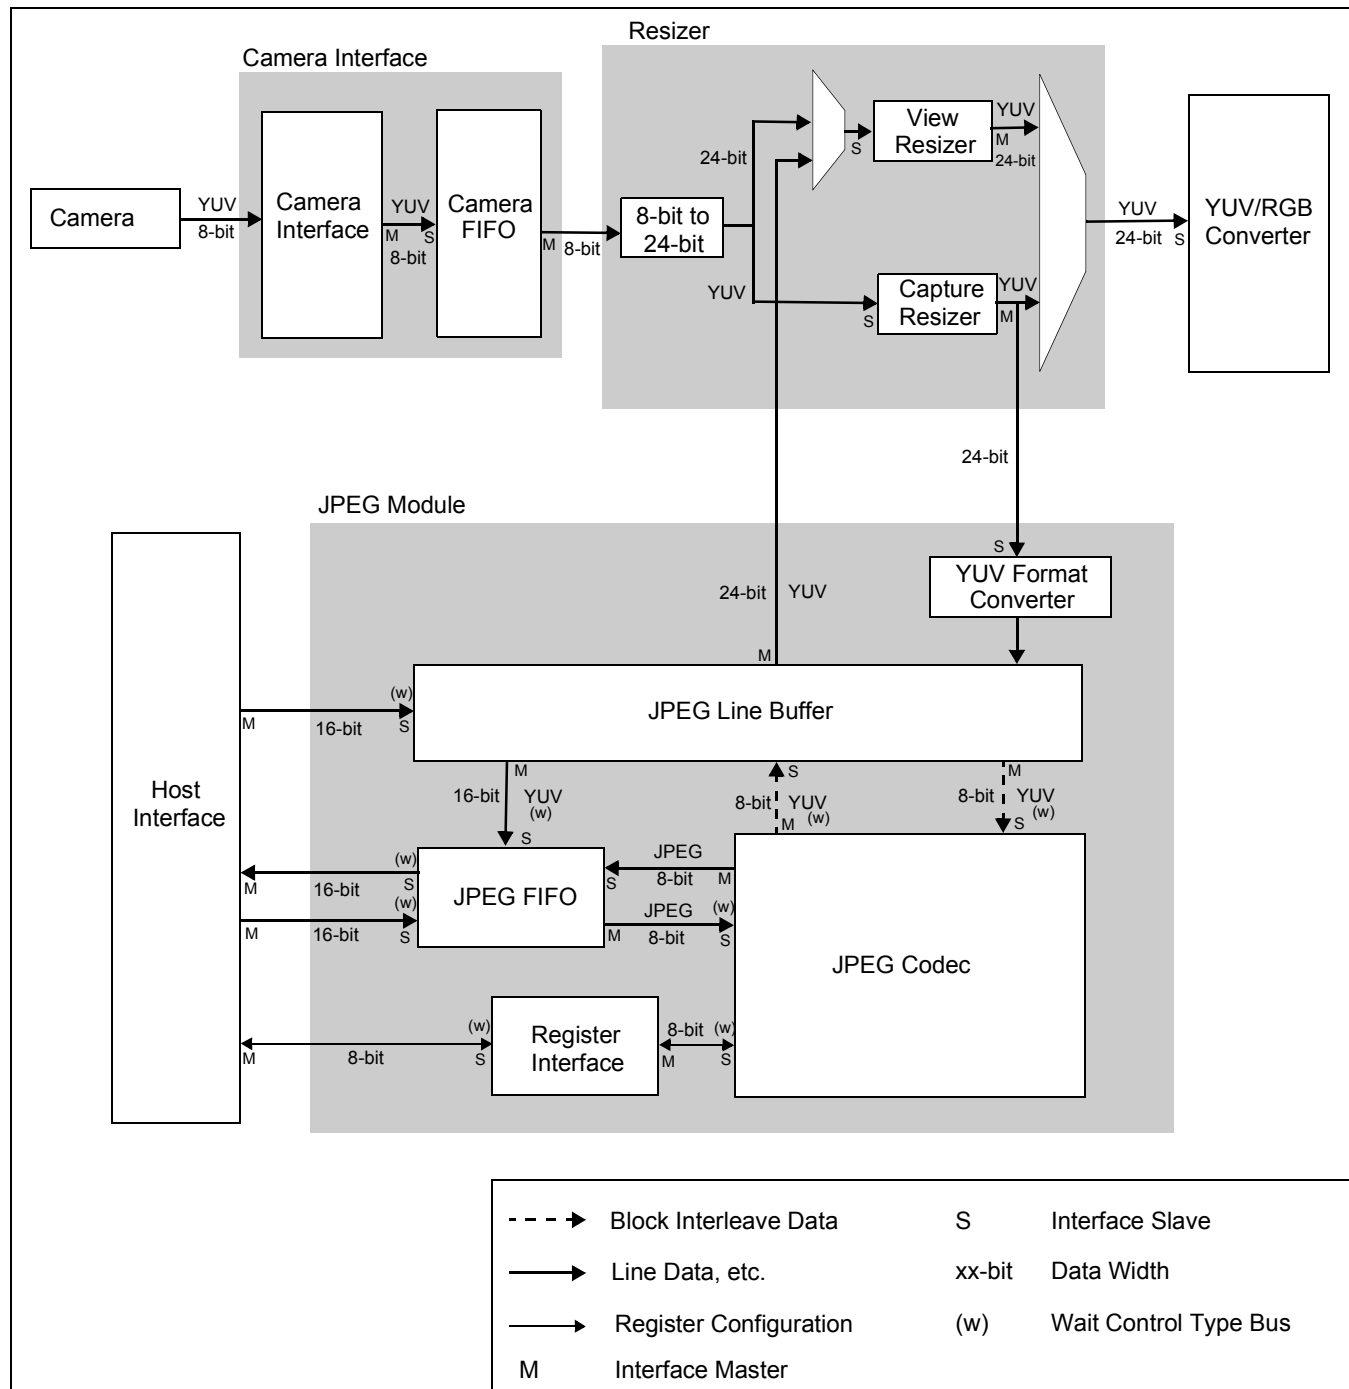 Resizer
Camera Interface
View
Resizer
YUV
M
24-bit
S
24-bit
YUV/RGB
Converter
Camera
YUV
8-bit
Camera
Interface
YUV
M
S
8-bit
Camera
FIFO
M
8-bit
8-bit to
24-bit
YUV
24-bit
S
YUV
S
Capture
Resizer
YUV
M
24-bit
JPEG Module
S
YUV Format
Converter
24-bit
YUV
M
(w)
M
16-bit
S
JPEG Line Buffer
Host
Interface
M
16-bit
YUV
(w)
S
S
8-bit
YUV
M
(w)
M
8-bit
YUV
(w)
S
(w)
M
16-bit
S
(w)
M
16-bit
S
JPEG FIFO
JPEG
S
8-bit
M
JPEG
(w)
M
8-bit
S
JPEG Codec
(w)
M
8-bit
S
Register
Interface
8-bit
(w)
M
S
Block Interleave Data
S
Interface Slave
Line Data, etc.
xx-bit
Data Width
Register Configuration
(w)
Wait Control Type Bus
M
Interface Master